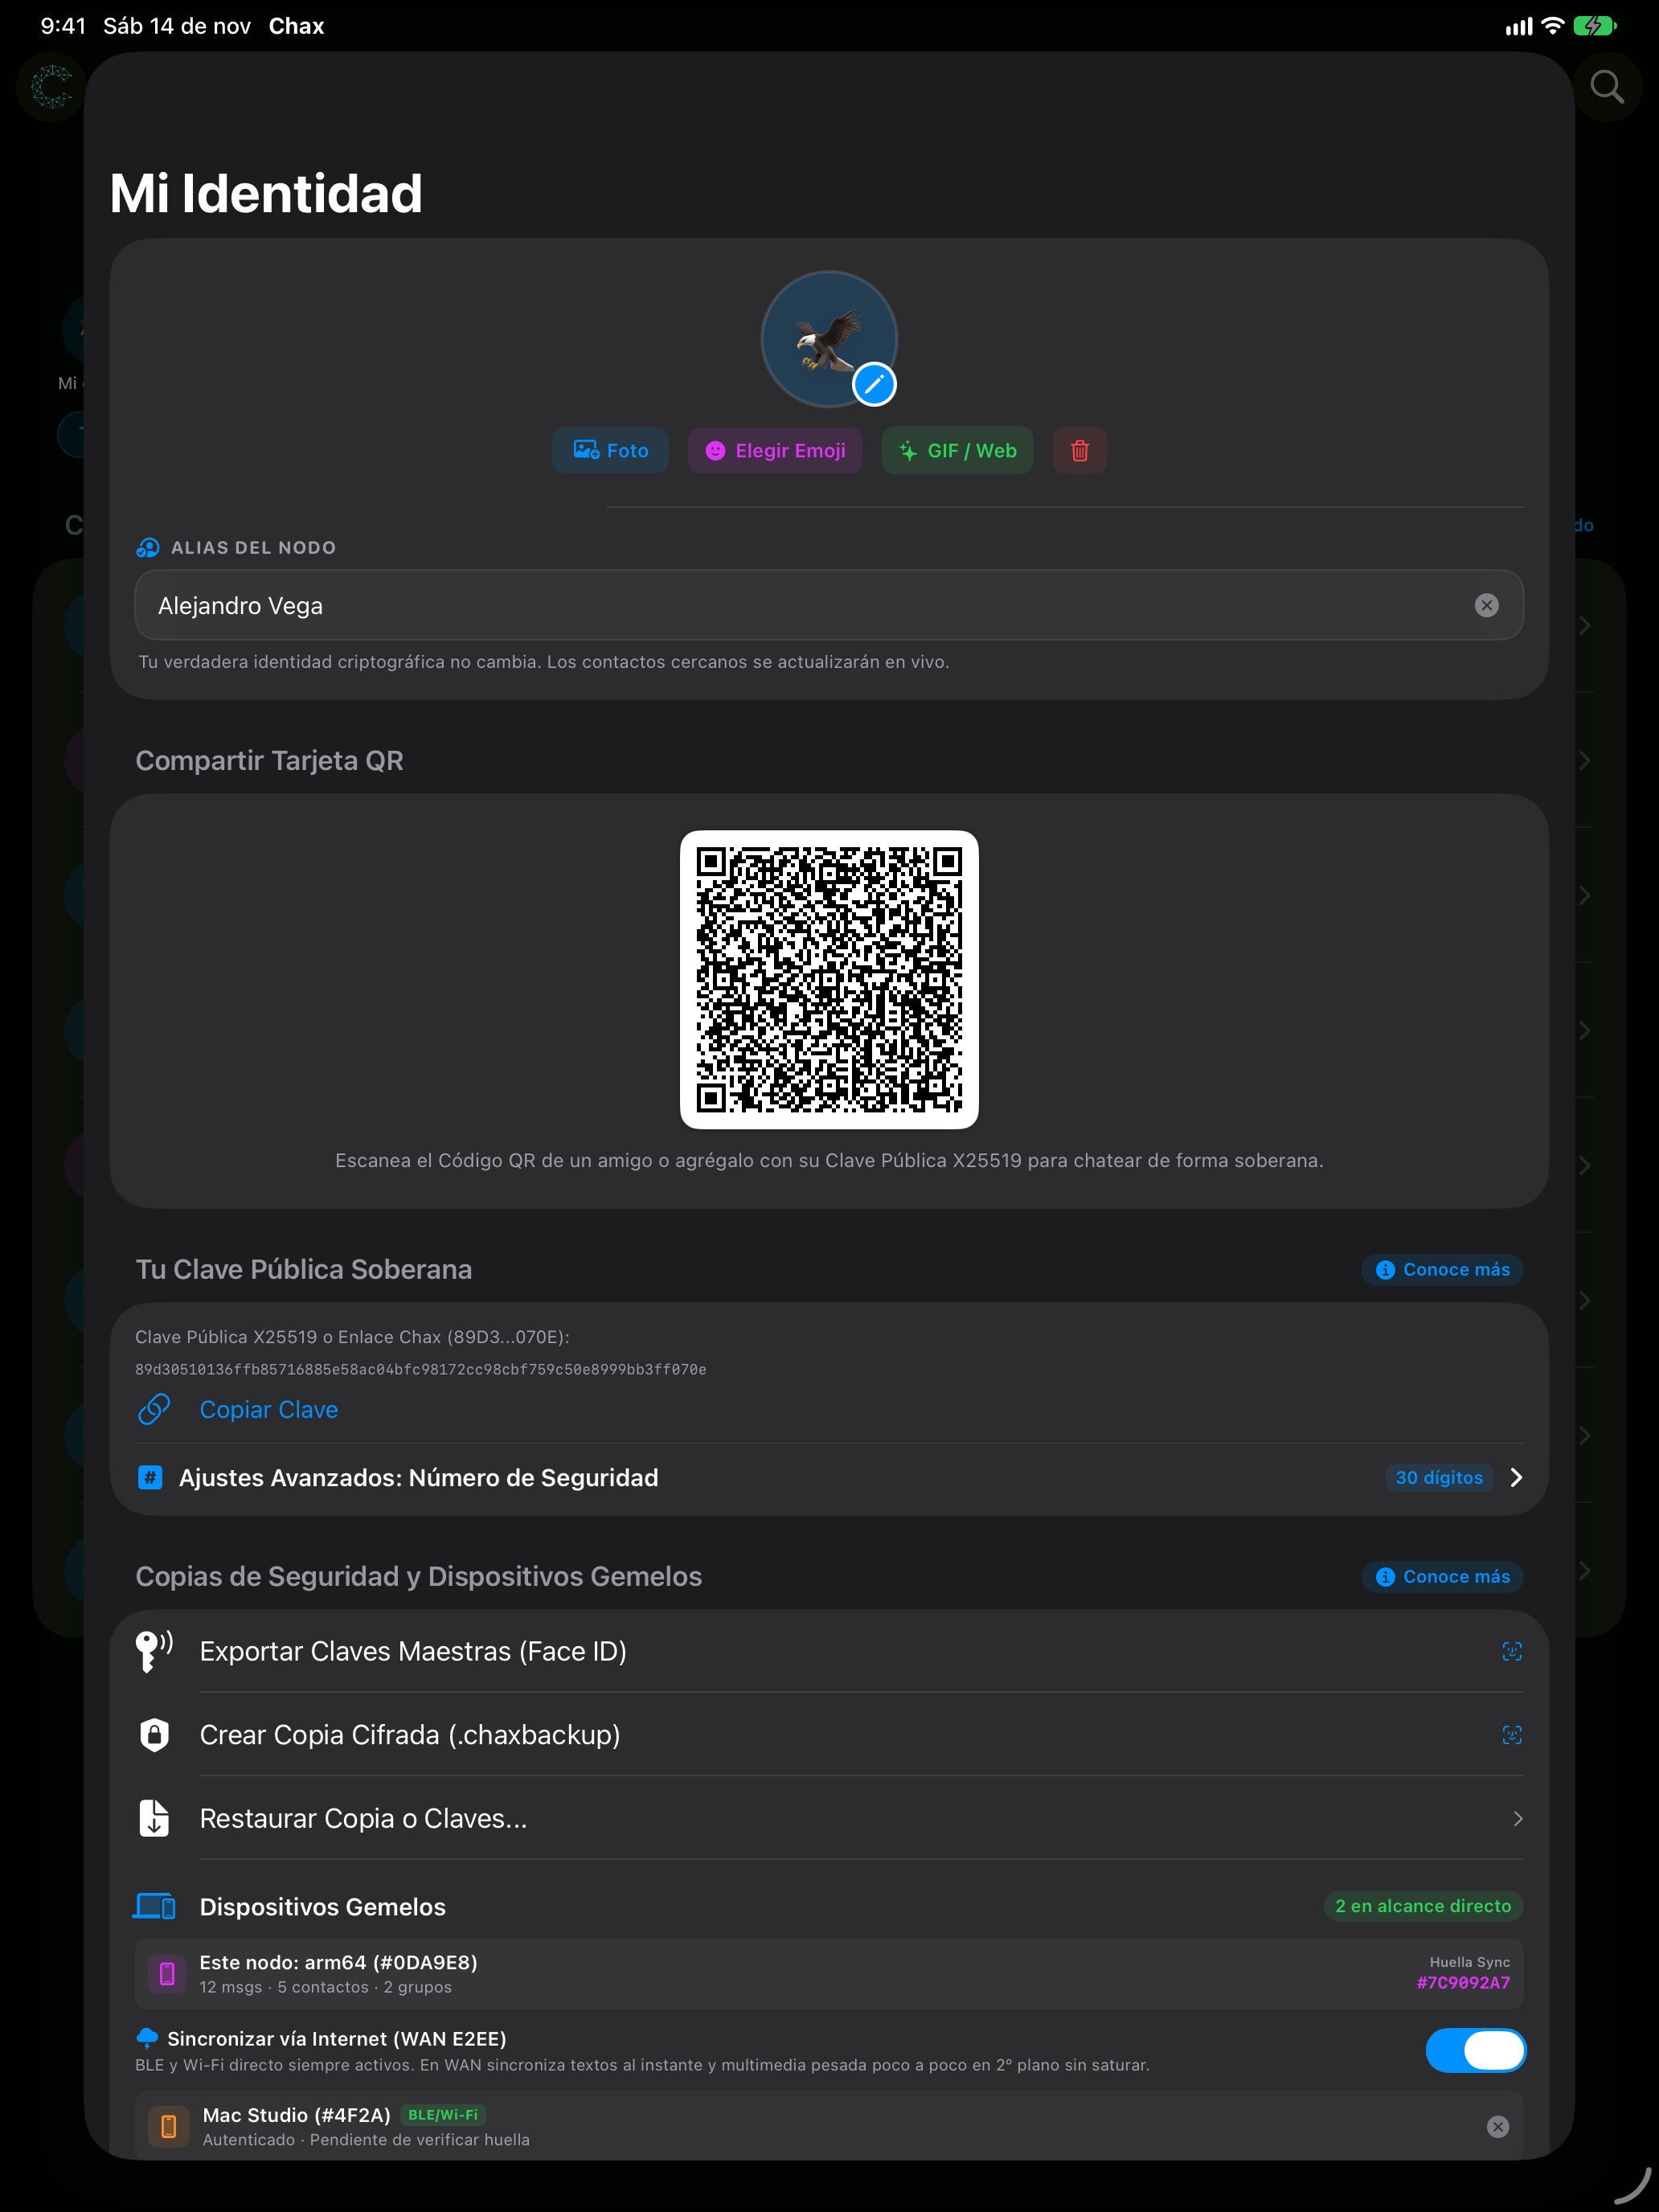 9:41 Sáb 14 de nov Chax
Mi Identidad
Foto
Elegir Emoji
GIF / Web
ALIAS DEL NODO
Alejandro Vega
Tu verdadera identidad criptográfica no cambia. Los contactos cercanos se actualizarán en vivo.
Compartir Tarjeta QR
Escanea el Código QR de un amigo o agrégalo con su Clave Pública X25519 para chatear de forma soberana.
Tu Clave Pública Soberana
Conoce más
Clave Pública X25519 o Enlace Chax (89D3...070E):
89d30510136ffb85716885e58ac04bfc98172cc98cbf759c50e8999bb3ff070e
Copiar Clave
Ajustes Avanzados: Número de Seguridad
30 dígitos
Copias de Seguridad y Dispositivos Gemelos
Conoce más
Exportar Claves Maestras (Face ID)
Crear Copia Cifrada (.chaxbackup)
Restaurar Copia o Claves...
Dispositivos Gemelos
2 en alcance directo
Este nodo: arm64 (#0DA9E8)
12 msgs · 5 contactos · 2 grupos
Huella Sync
#7C9092A7
Sincronizar vía Internet (WAN E2EE)
BLE y Wi-Fi directo siempre activos. En WAN sincroniza textos al instante y multimedia pesada poco a poco en 2º plano sin saturar.
Mac Studio (#4F2A) BLE/Wi-Fi
Autenticado · Pendiente de verificar huella